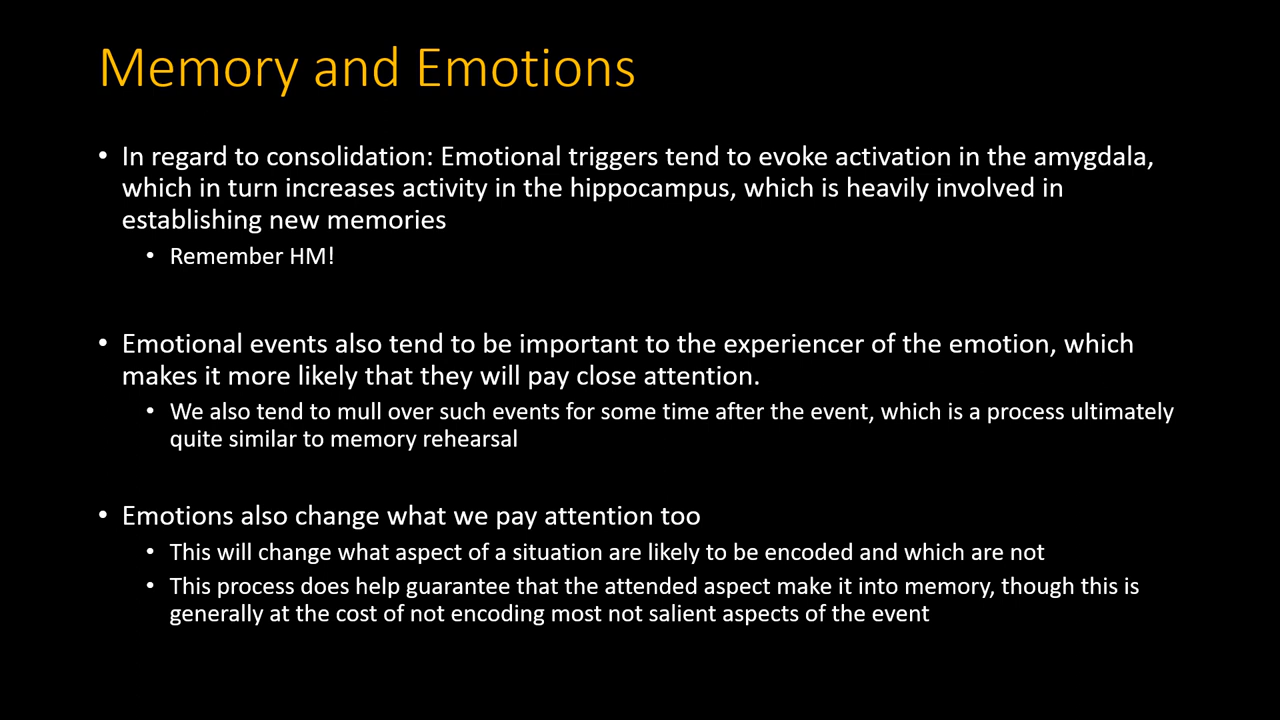 Memory and Emotions
• In regard to consolidation: Emotional triggers tend to evoke activation in the amygdala,
which in turn increases activity in the hippocampus, which is heavily involved in
establishing new memories
• Remember HM!
• Emotional events also tend to be important to the experiencer of the emotion, which
makes it more likely that they will pay close attention.
• We also tend to mull over such events for some time after the event, which is a process ultimately
quite similar to memory rehearsal
• Emotions also change what we pay attention too
• This will change what aspect of a situation are likely to be encoded and which are not
• This process does help guarantee that the attended aspect make it into memory, though this is
generally at the cost of not encoding most not salient aspects of the event